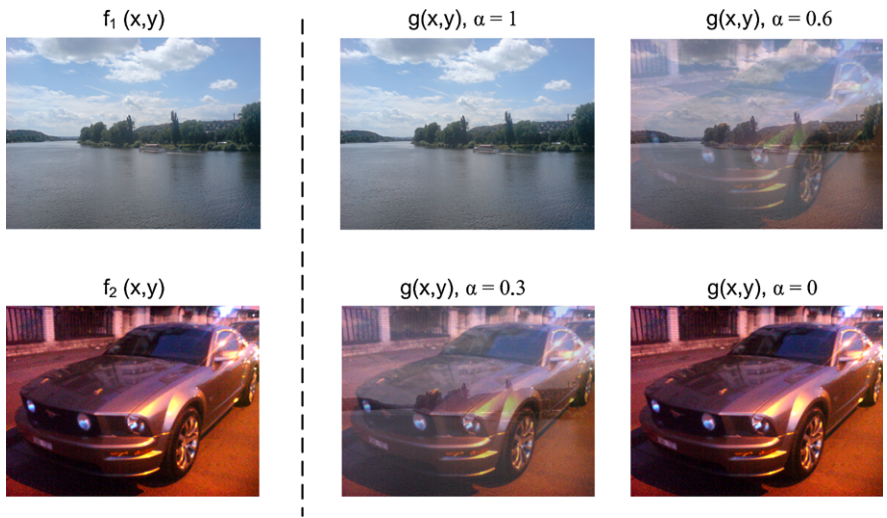 f₁ (x,y)
g(x,y), α = 1
g(x,y), α = 0.6
f₂ (x,y)
g(x,y), α = 0.3
g(x,y), α = 0